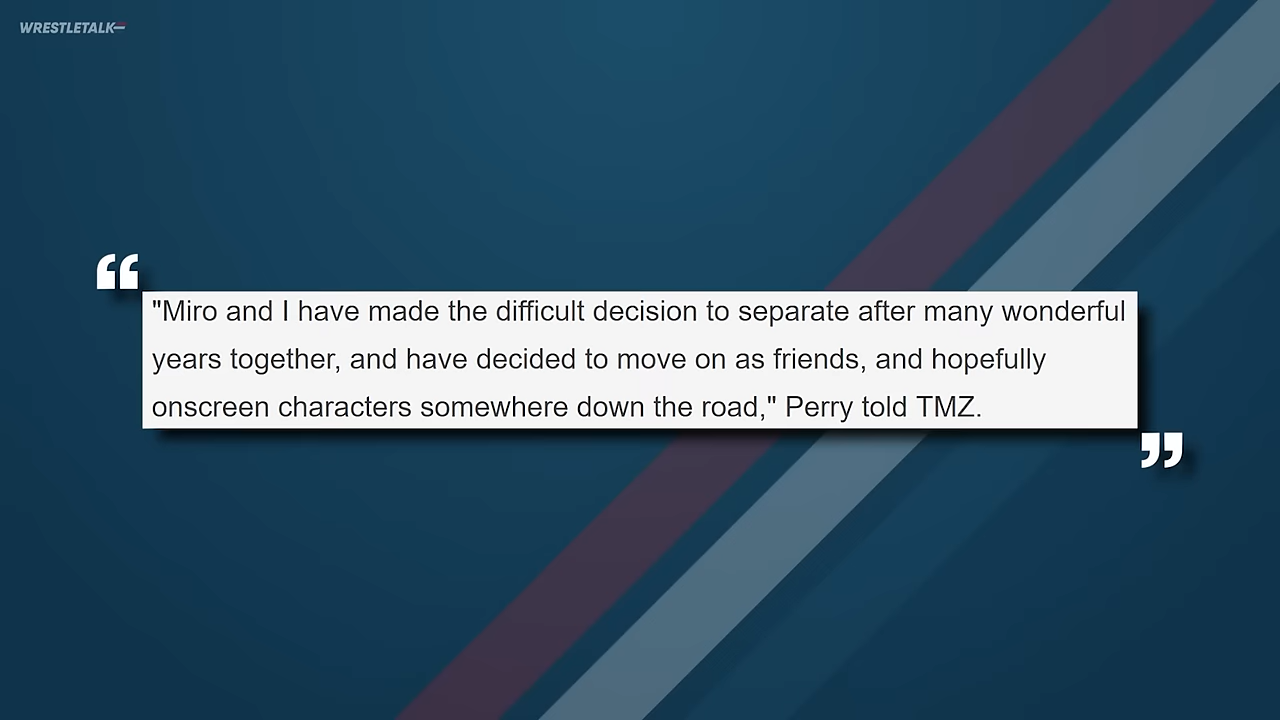 WRESTLETALK
“
"Miro and I have made the difficult decision to separate after many wonderful
years together, and have decided to move on as friends, and hopefully
onscreen characters somewhere down the road," Perry told TMZ.
”